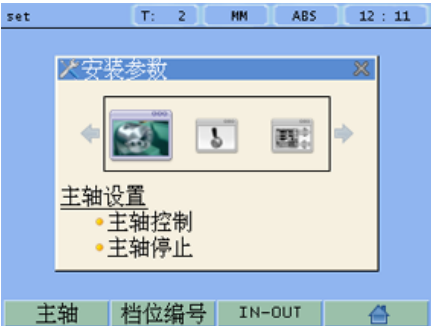 set T: 2 MM ABS 12 : 11
安装参数
主轴设置
主轴控制
主轴停止
主轴 档位编号 IN-OUT